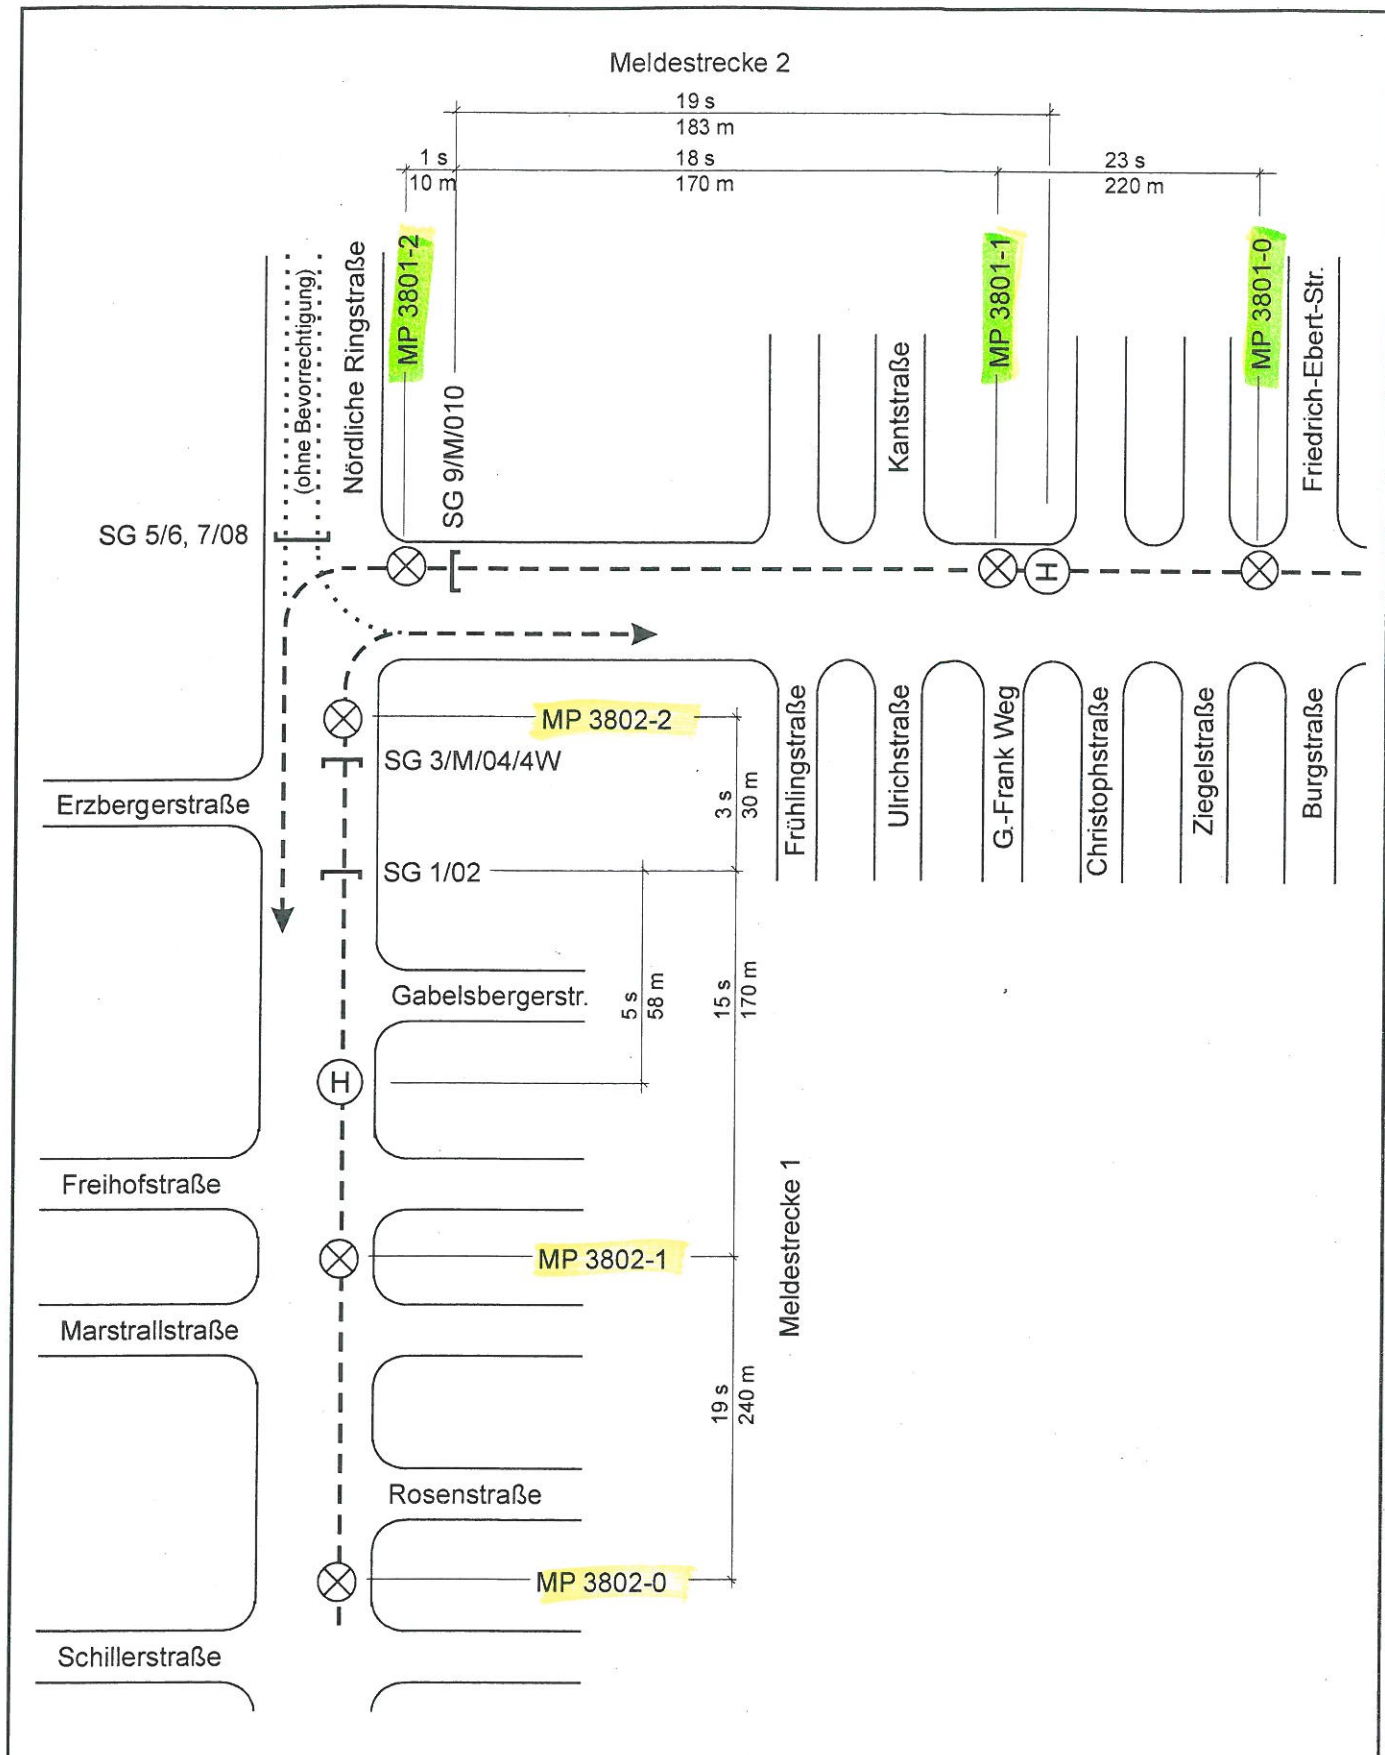 Meldestrecke 2
19 s
183 m
1 s
18 s
23 s
10 m
170 m
220 m
(ohne Bevorrechtigung)
Nördliche Ringstraße
MP 3801-2
SG 9/M/010
Kantstraße
MP 3801-1
MP 3801-0
Friedrich-Ebert-Str.
SG 5/6, 7/08
H
MP 3802-2
SG 3/M/04/4W
3 s
30 m
Frühlingstraße
Ulrichstraße
G.-Frank Weg
Christophstraße
Ziegelstraße
Burgstraße
Erzbergerstraße
SG 1/02
Gabelsbergerstr.
5 s
58 m
15 s
170 m
H
Freihofstraße
MP 3802-1
Meldestrecke 1
Marstrallstraße
19 s
240 m
Rosenstraße
MP 3802-0
Schillerstraße